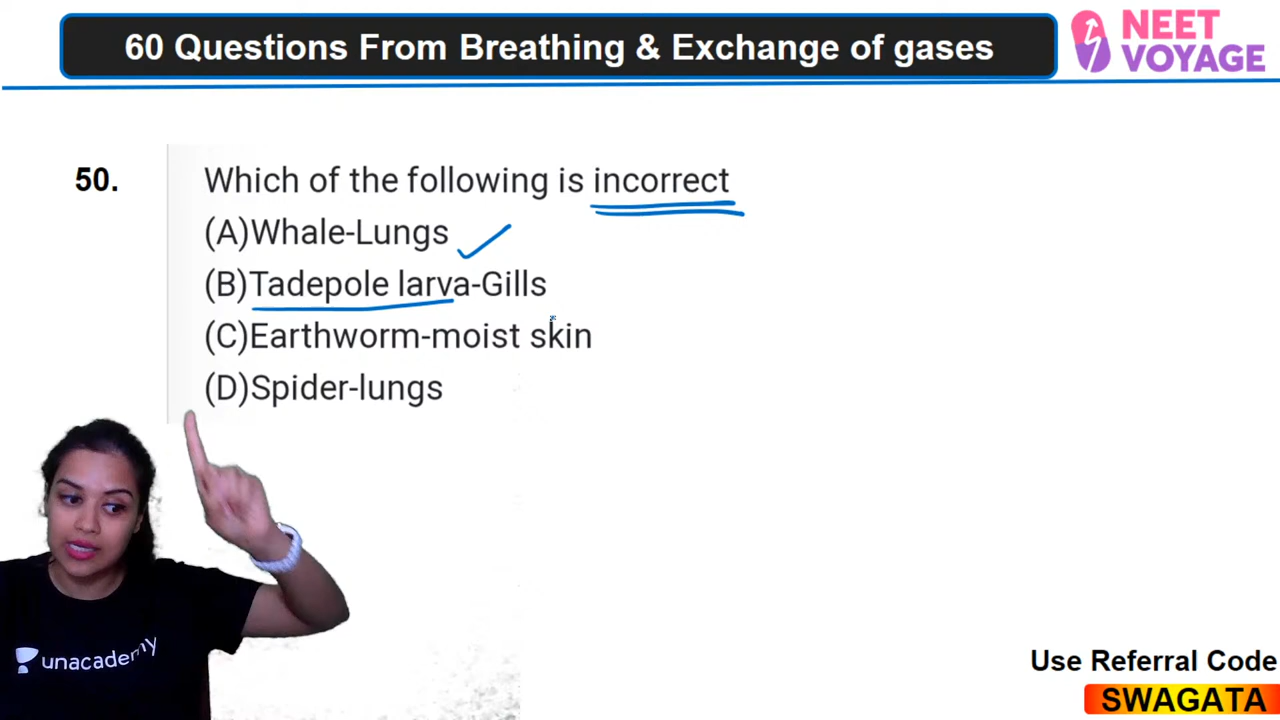 60 Questions From Breathing & Exchange of gases
NEET
VOYAGE
50.
Which of the following is incorrect
(A)Whale-Lungs
(B)Tadepole larva-Gills
(C)Earthworm-moist skin
(D)Spider-lungs
unacademy
Use Referral Code
SWAGATA